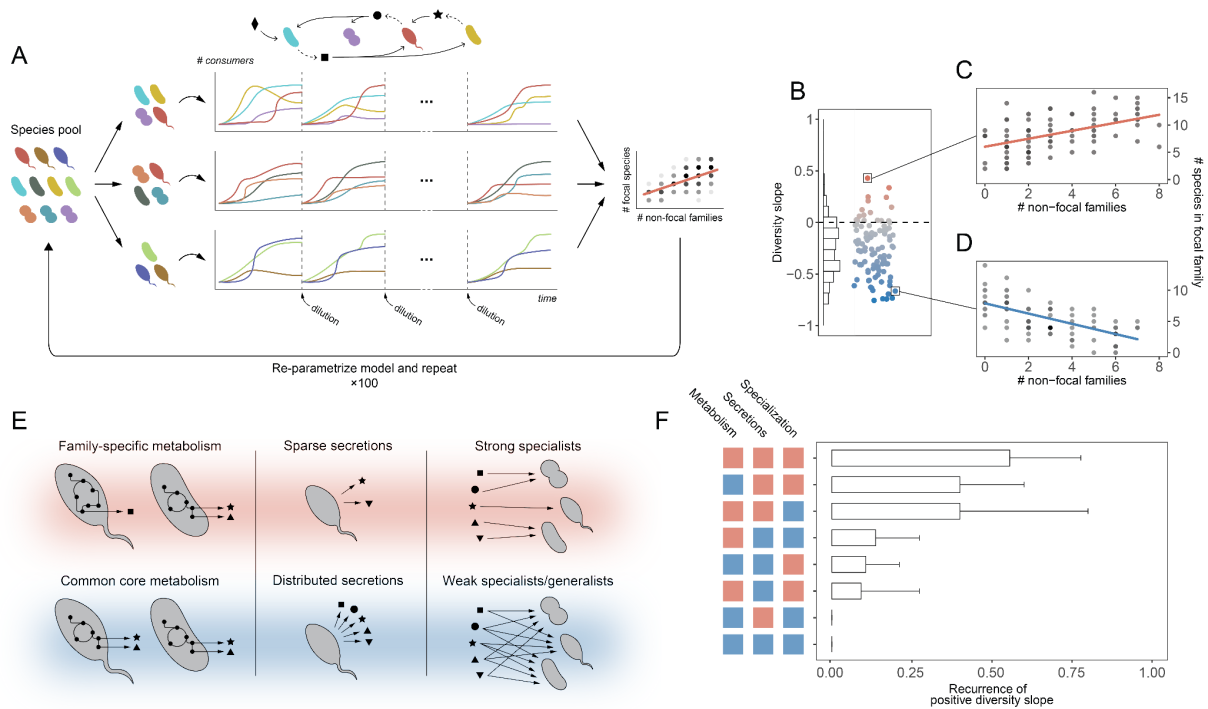 A
# consumers
Species pool
...
...
...
time
dilution
dilution
dilution
# focal species
# non-focal families
Re-parametrize model and repeat
×100
B
Diversity slope
1
0.5
0
−0.5
−1
C
15
10
5
0
0 2 4 6 8
# non-focal families
# species in focal family
D
10
5
0
0 2 4 6 8
# non-focal families
E
Family-specific metabolism
Sparse secretions
Strong specialists
Common core metabolism
Distributed secretions
Weak specialists/generalists
F
Metabolism
Secretions
Specialization
0.00 0.25 0.50 0.75 1.00
Recurrence of
positive diversity slope